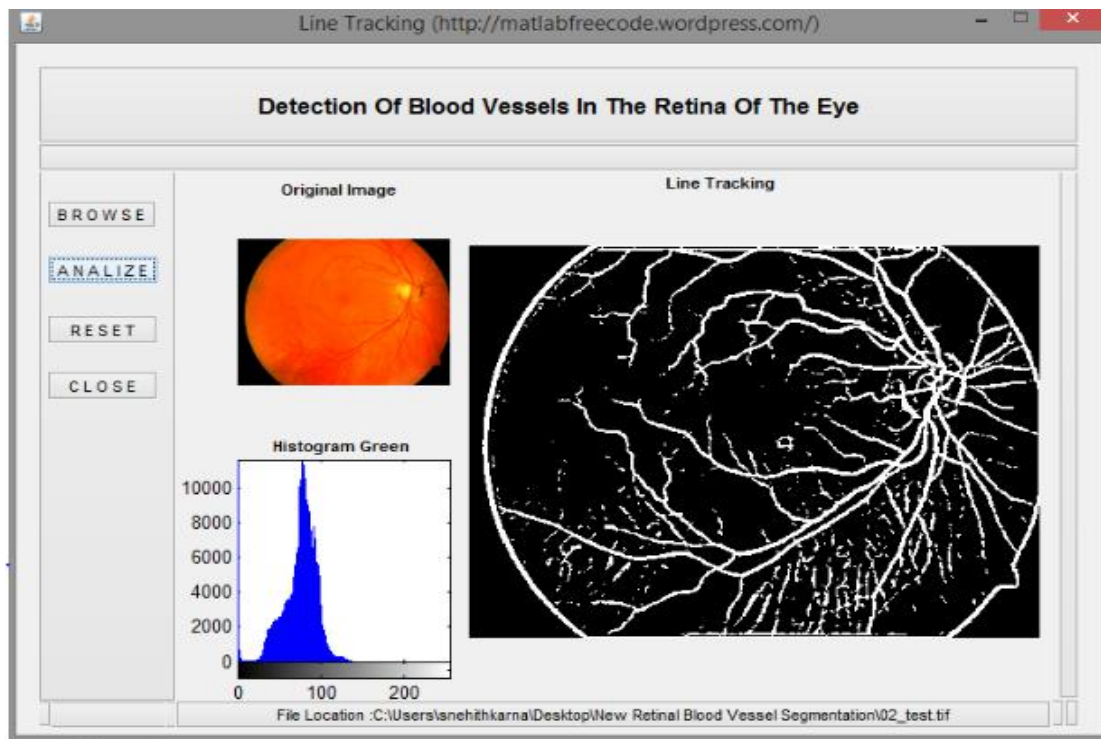 Line Tracking (http://matlabfreecode.wordpress.com/)
Detection Of Blood Vessels In The Retina Of The Eye
BROWSE
ANALIZE
RESET
CLOSE
Original Image
Line Tracking
Histogram Green
10000
8000
6000
4000
2000
0
0 100 200
File Location :C:\Users\snehithkarna\Desktop\New Retinal Blood Vessel Segmentation\02_test.tif